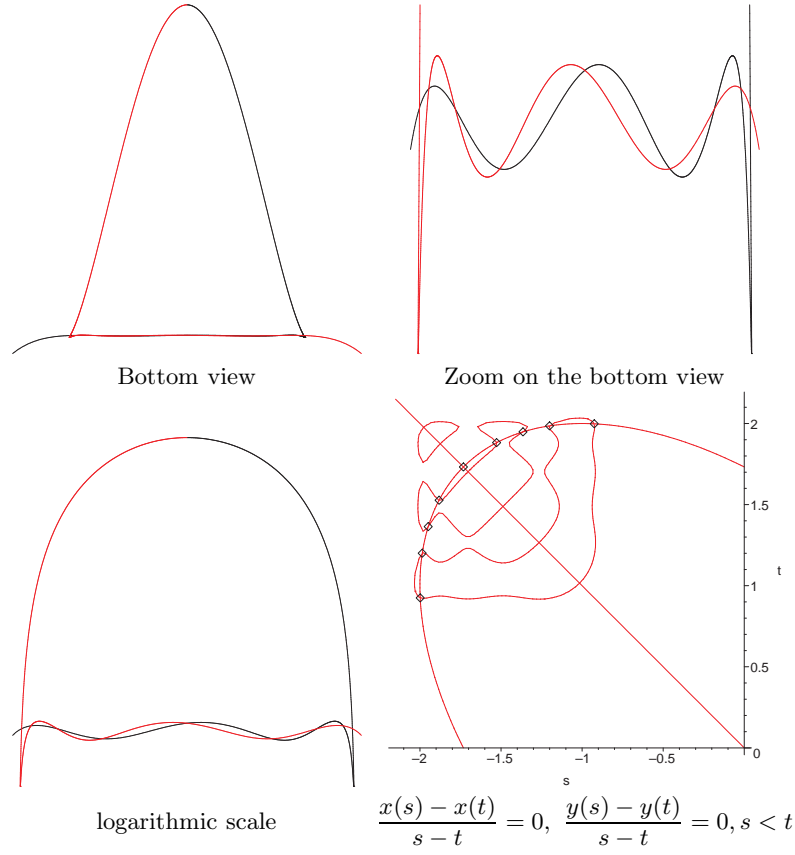 Bottom view
Zoom on the bottom view
2
1.5
1
0.5
0
t
−2
−1.5
−1
−0.5
s
logarithmic scale
x(s) − x(t) / s − t = 0, y(s) − y(t) / s − t = 0, s < t